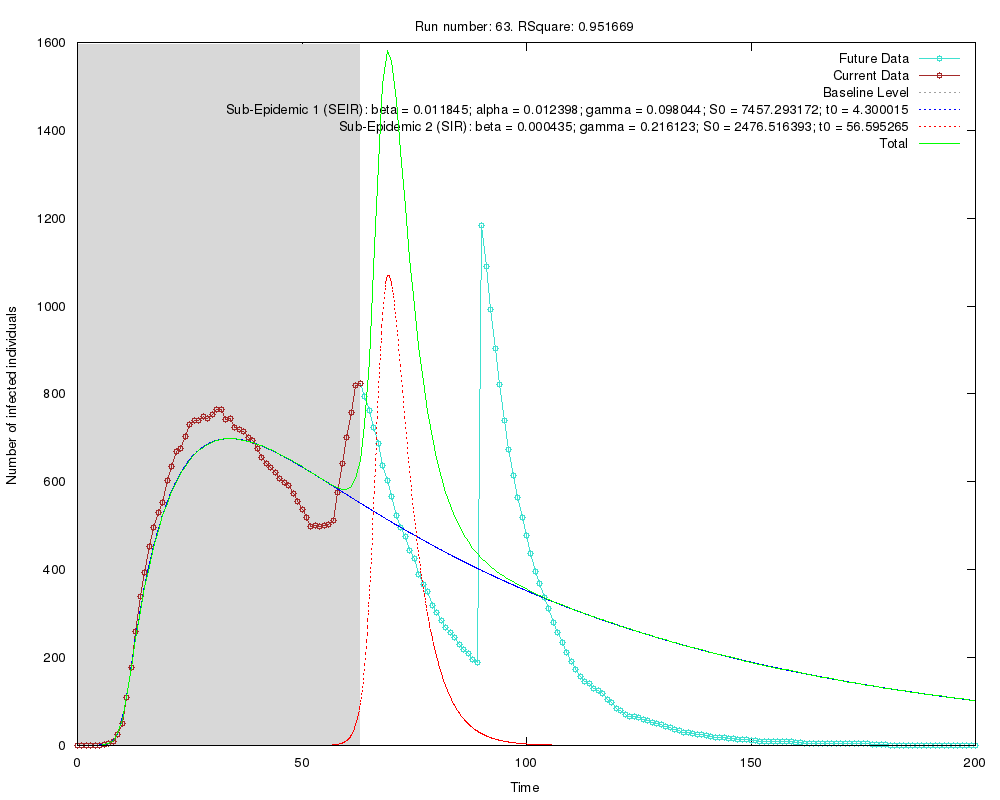 Run number: 63. RSquare: 0.951669
1600
1400
1200
1000
800
600
400
200
0
Number of infected individuals
Future Data
Current Data
Baseline Level
Sub-Epidemic 1 (SEIR): beta = 0.011845; alpha = 0.012398; gamma = 0.098044; S0 = 7457.293172; t0 = 4.300015
Sub-Epidemic 2 (SIR): beta = 0.000435; gamma = 0.216123; S0 = 2476.516393; t0 = 56.595265
Total
0 50 100 150 200
Time